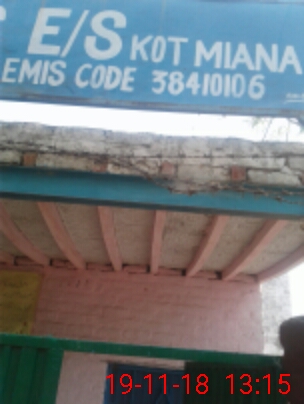 E/S KOT MIANA
EMIS CODE 38410106
19-11-18 13:15